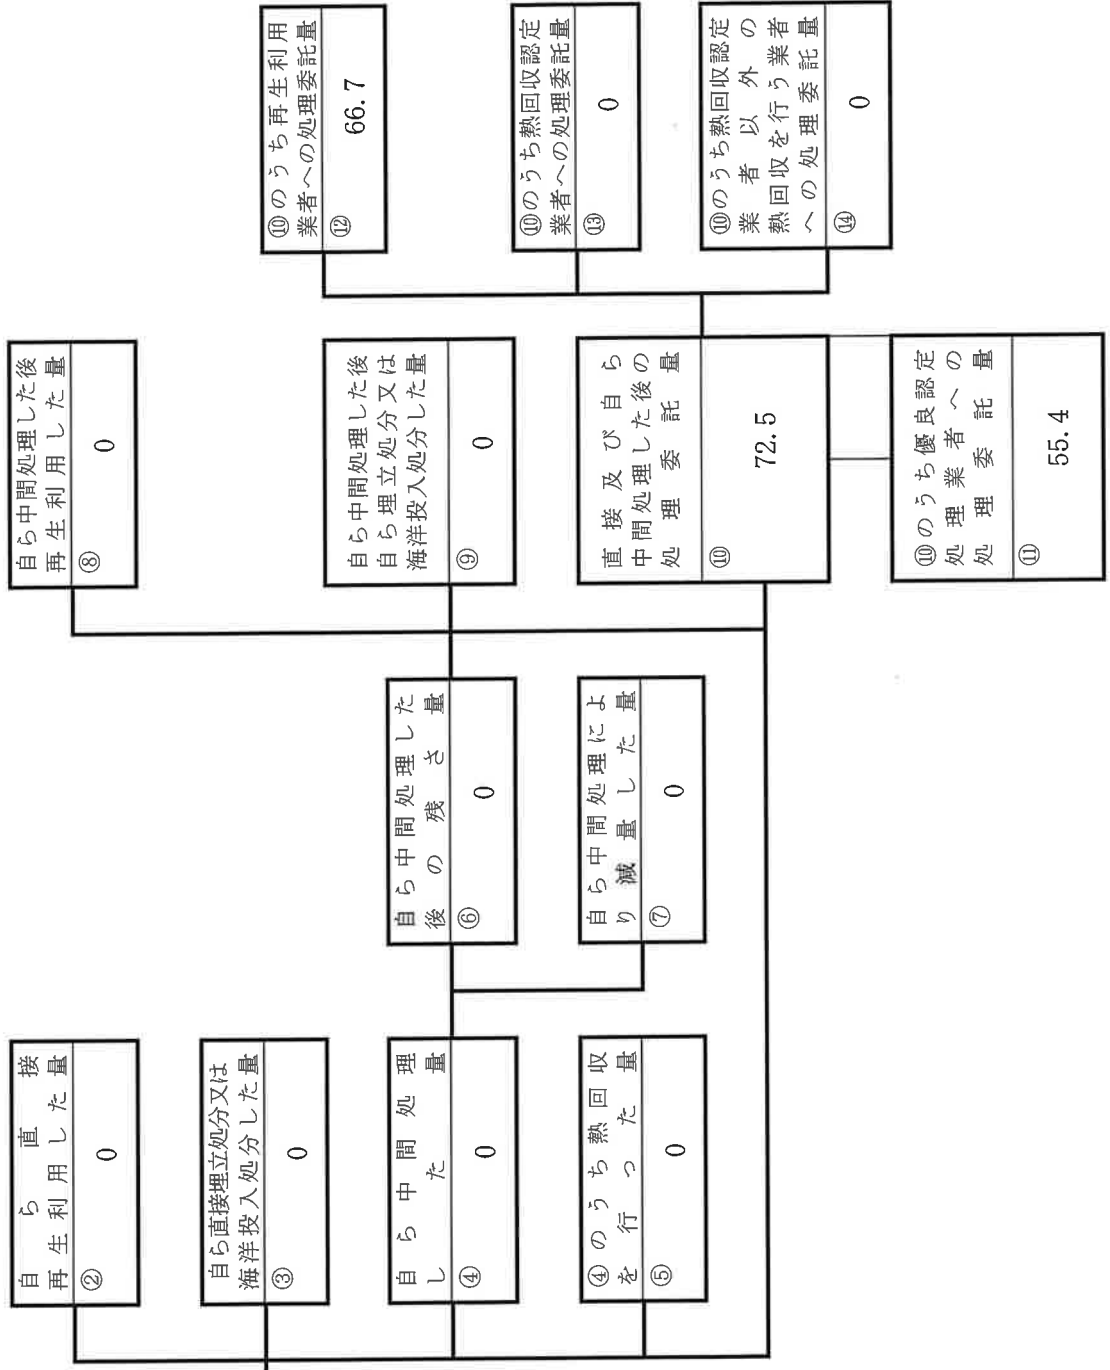 自ら直接
再生利用した量
②
0
自ら直接埋立処分又は
海洋投入処分した量
③
0
自ら中間処理
した量
④
0
④のうち熱回収
を行った量
⑤
0
自ら中間処理した
後の残さ量
⑥
0
自ら中間処理によ
り減量した量
⑦
0
自ら中間処理した後
再生利用した量
⑧
0
自ら中間処理した後
自ら埋立処分又は
海洋投入処分した量
⑨
0
直接及び自ら
中間処理した後の
処理委託量
⑩
72.5
⑩のうち優良認定
処理業者への
処理委託量
⑪
55.4
⑩のうち再生利用
業者への処理委託量
⑫
66.7
⑩のうち熱回収認定
業者への処理委託量
⑬
0
⑩のうち熱回収認定
業者以外の
熱回収を行う業者
への処理委託量
⑭
0